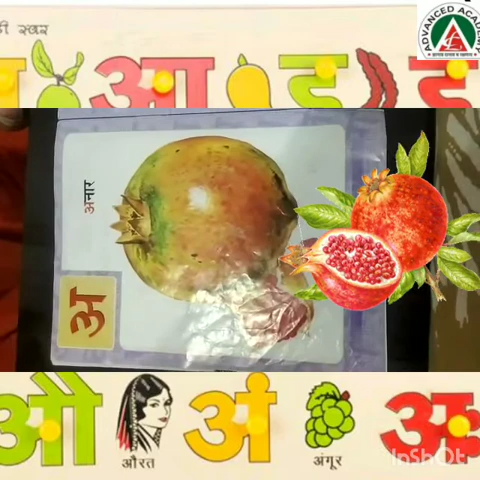 ी स्वर
ADVANCED ACADEMY
आ
इ
अनार
अ
औ
अं
अः
औरत
अंगूर
InShOt